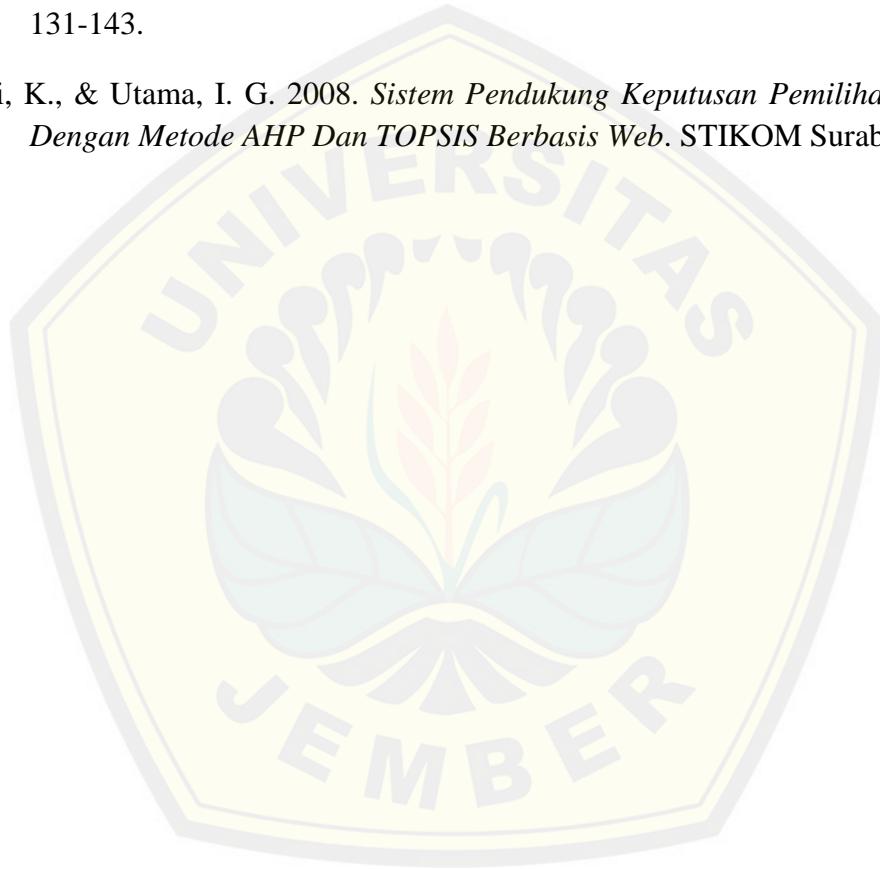 131-143.
i, K., & Utama, I. G. 2008. Sistem Pendukung Keputusan Pemiliha
Dengan Metode AHP Dan TOPSIS Berbasis Web. STIKOM Surab
UNIVERSITAS
JEMBER